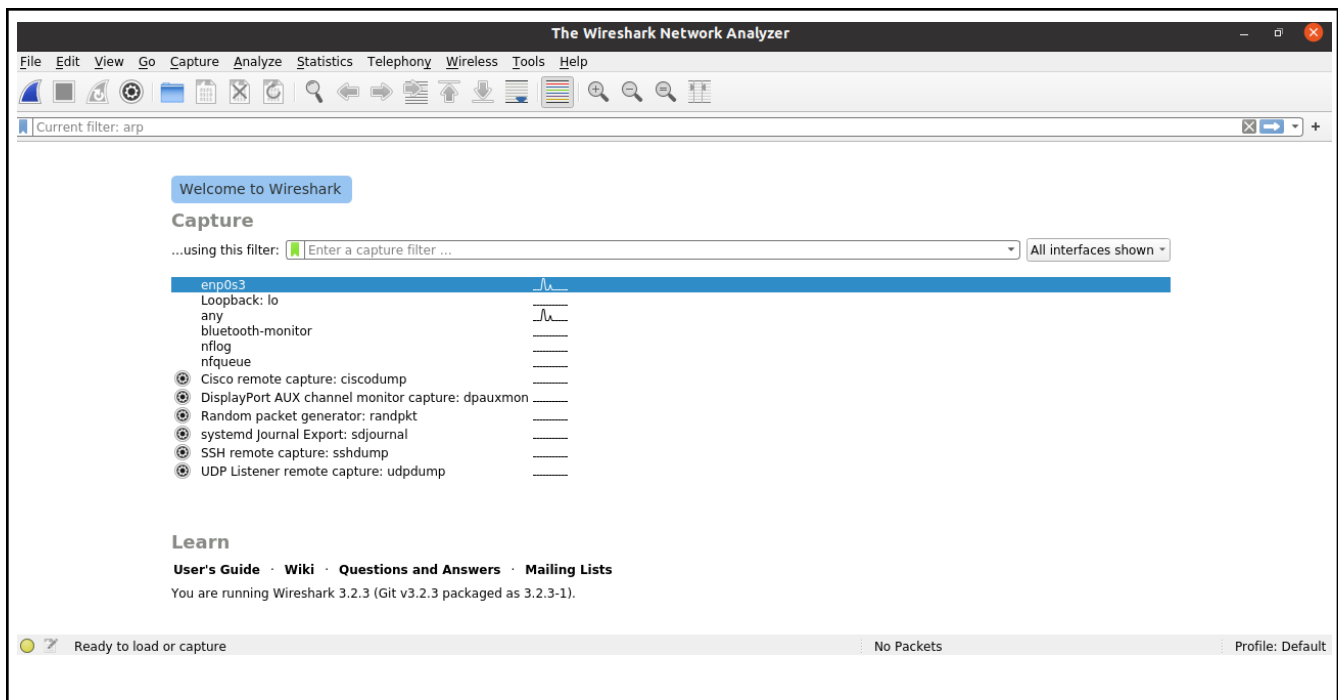 The Wireshark Network Analyzer
File Edit View Go Capture Analyze Statistics Telephony Wireless Tools Help
Current filter: arp
+
Welcome to Wireshark
Capture
...using this filter: Enter a capture filter ... All interfaces shown
enp0s3
Loopback: lo
any
bluetooth-monitor
nflog
nfqueue
Cisco remote capture: ciscodump
DisplayPort AUX channel monitor capture: dpauxmon
Random packet generator: randpkt
systemd Journal Export: sdjournal
SSH remote capture: sshdump
UDP Listener remote capture: udpdump
Learn
User's Guide · Wiki · Questions and Answers · Mailing Lists
You are running Wireshark 3.2.3 (Git v3.2.3 packaged as 3.2.3-1).
Ready to load or capture No Packets Profile: Default